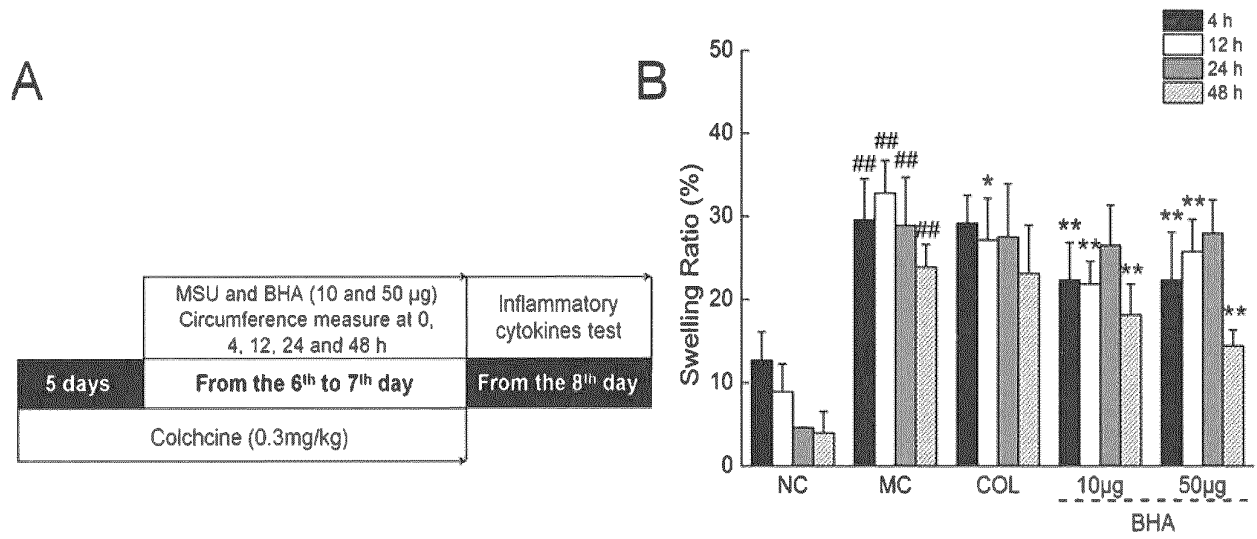 A
MSU and BHA (10 and 50 µg)
Circumference measure at 0,
4, 12, 24 and 48 h
Inflammatory
cytokines test
5 days
From the 6th to 7th day
From the 8th day
Colchcine (0.3mg/kg)
B
4 h
12 h
24 h
48 h
Swelling Ratio (%)
50
40
30
20
10
0
##
##
##
##
*
**
**
**
**
**
**
NC
MC
COL
10µg
50µg
BHA